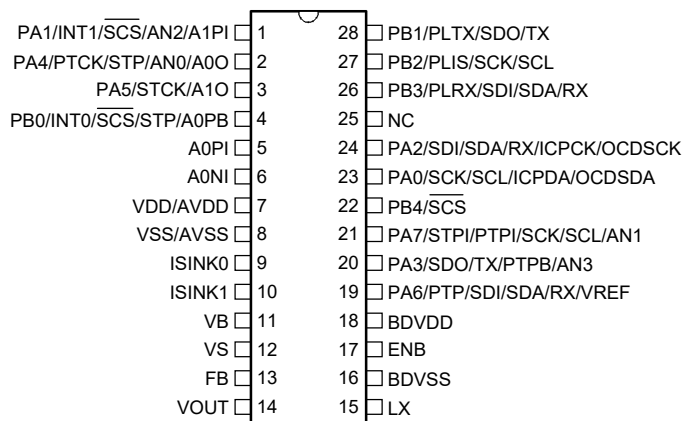 PA1/INT1/SCS/AN2/A1PI 1 28 PB1/PLTX/SDO/TX
PA4/PTCK/STP/AN0/A0O 2 27 PB2/PLIS/SCK/SCL
PA5/STCK/A1O 3 26 PB3/PLRX/SDI/SDA/RX
PB0/INT0/SCS/STP/A0PB 4 25 NC
A0PI 5 24 PA2/SDI/SDA/RX/ICPCK/OCDSCK
A0NI 6 23 PA0/SCK/SCL/ICPDA/OCDSDA
VDD/AVDD 7 22 PB4/SCS
VSS/AVSS 8 21 PA7/STPI/PTPI/SCK/SCL/AN1
ISINK0 9 20 PA3/SDO/TX/PTPB/AN3
ISINK1 10 19 PA6/PTP/SDI/SDA/RX/VREF
VB 11 18 BDVDD
VS 12 17 ENB
FB 13 16 BDVSS
VOUT 14 15 LX